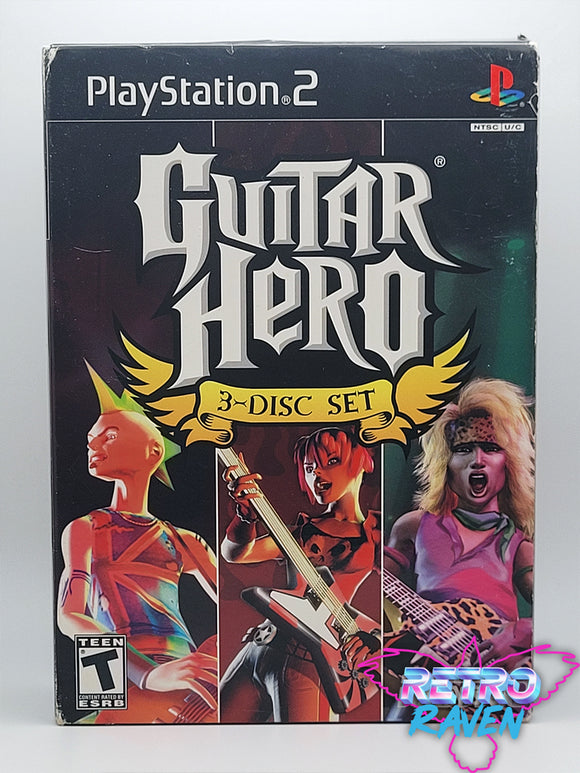 PlayStation®2
NTSC U/C
GUITAR
HERO®
3-DISC SET
TEEN
T
CONTENT RATED BY
ESRB
RETRO
RAVEN